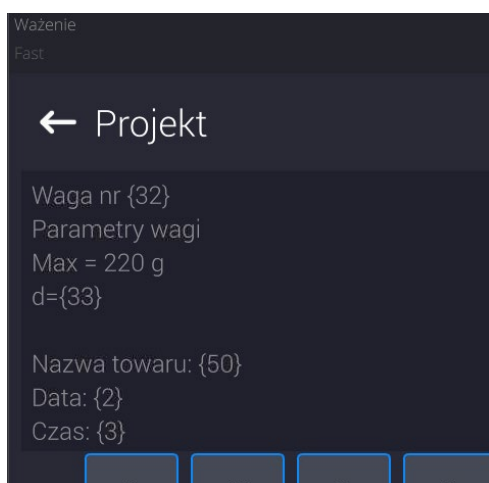 Ważenie
Fast
Projekt
Waga nr {32}
Parametry wagi
Max = 220 g
d={33}
Nazwa towaru: {50}
Data: {2}
Czas: {3}